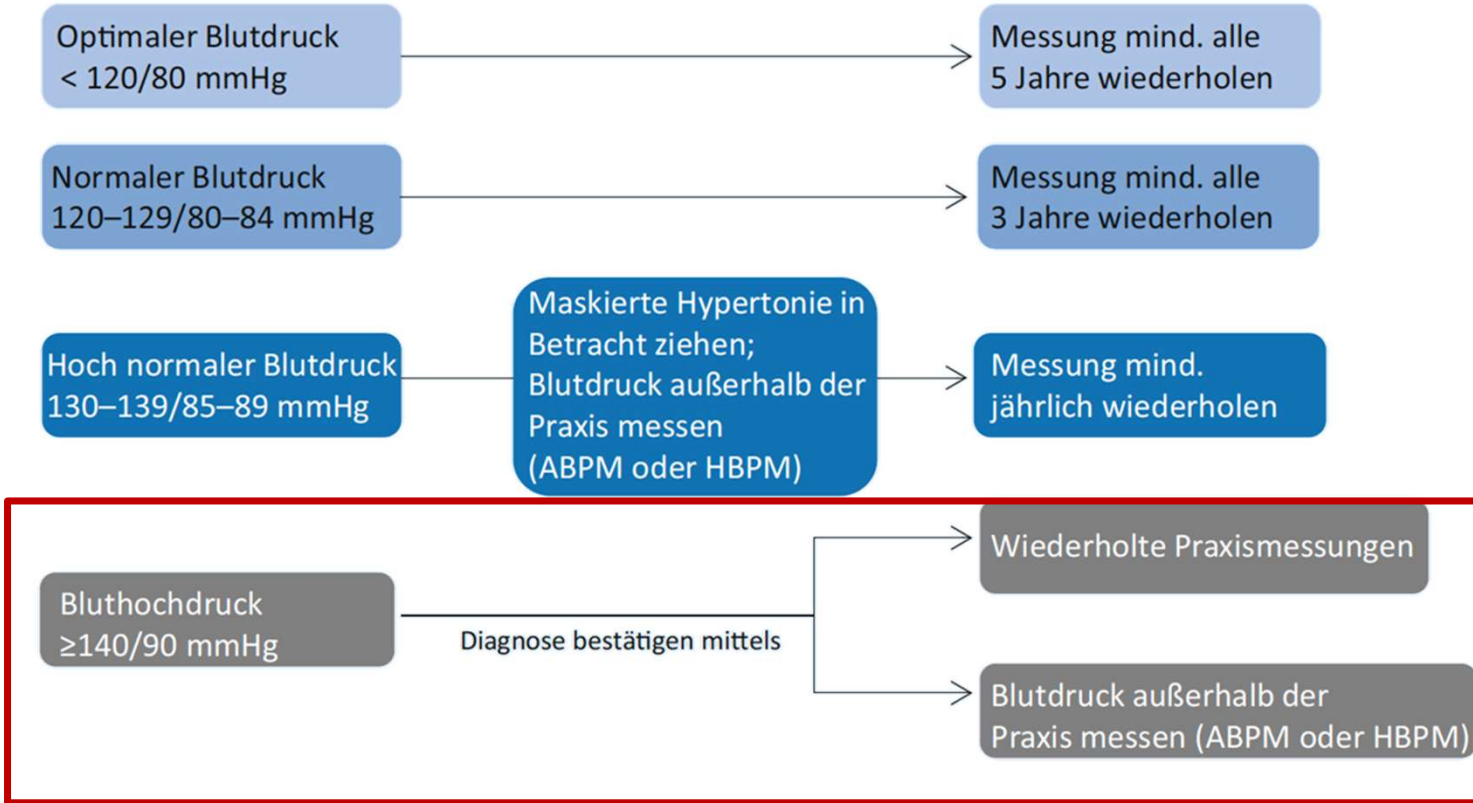 Optimaler Blutdruck
< 120/80 mmHg
Messung mind. alle
5 Jahre wiederholen
Normaler Blutdruck
120–129/80–84 mmHg
Messung mind. alle
3 Jahre wiederholen
Hoch normaler Blutdruck
130–139/85–89 mmHg
Maskierte Hypertonie in
Betracht ziehen;
Blutdruck außerhalb der
Praxis messen
(ABPM oder HBPM)
Messung mind.
jährlich wiederholen
Bluthochdruck
≥140/90 mmHg
Diagnose bestätigen mittels
Wiederholte Praxismessungen
Blutdruck außerhalb der
Praxis messen (ABPM oder HBPM)